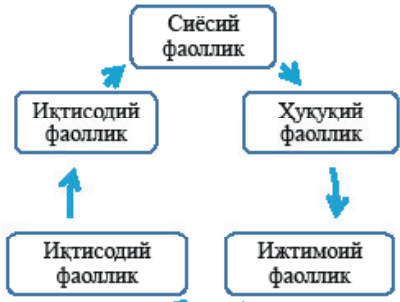 Сиёсий
фаоллик
Иқтисодий
фаоллик
Ҳуқуқий
фаоллик
Иқтисодий
фаоллик
Ижтимоий
фаоллик